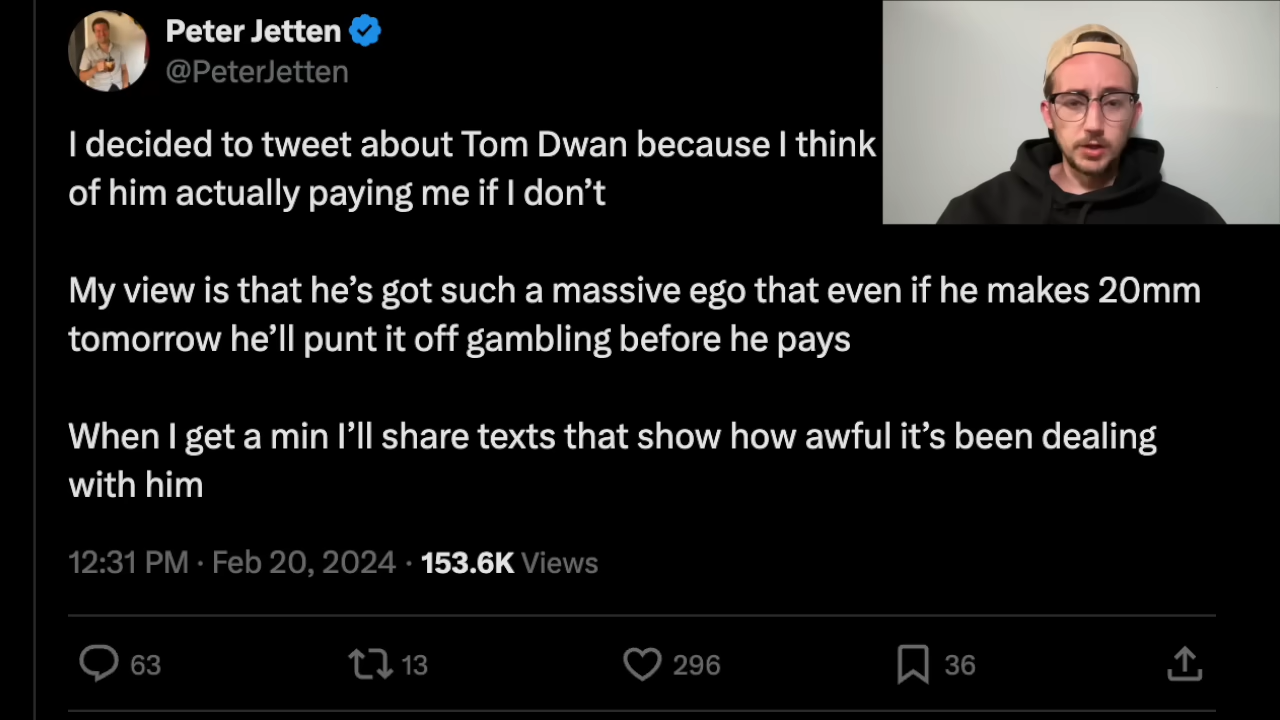 Peter Jetten
@PeterJetten
I decided to tweet about Tom Dwan because I think
of him actually paying me if I don’t
My view is that he’s got such a massive ego that even if he makes 20mm
tomorrow he’ll punt it off gambling before he pays
When I get a min I’ll share texts that show how awful it’s been dealing
with him
12:31 PM · Feb 20, 2024 · 153.6K Views
63 13 296 36